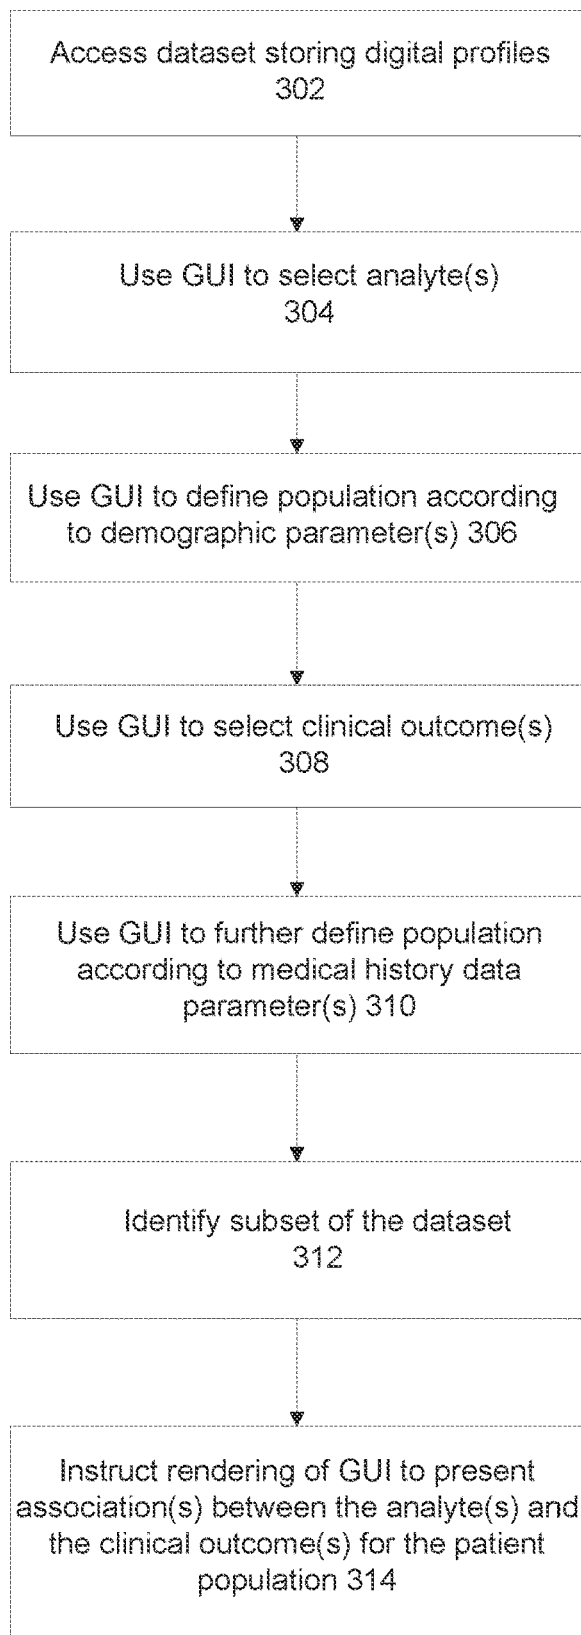 Access dataset storing digital profiles
302
Use GUI to select analyte(s)
304
Use GUI to define population according
to demographic parameter(s) 306
Use GUI to select clinical outcome(s)
308
Use GUI to further define population
according to medical history data
parameter(s) 310
Identify subset of the dataset
312
Instruct rendering of GUI to present
association(s) between the analyte(s) and
the clinical outcome(s) for the patient
population 314